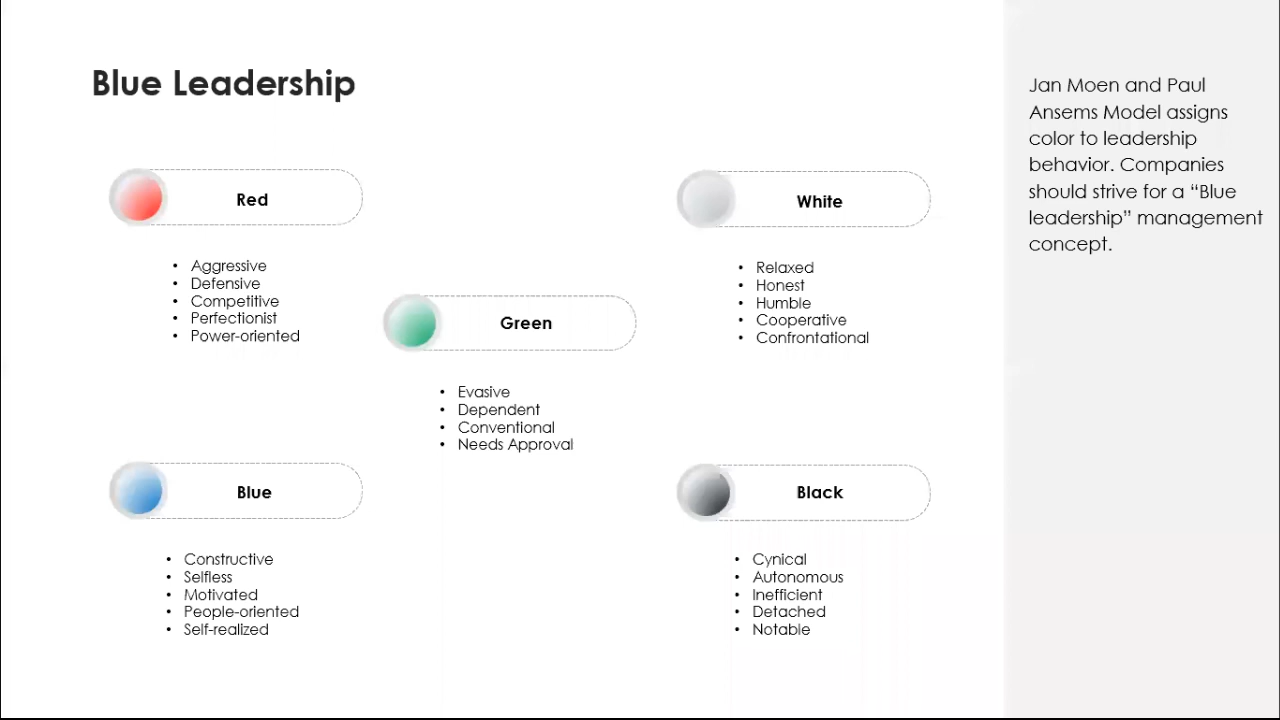 Blue Leadership
Jan Moen and Paul
Ansems Model assigns
color to leadership
behavior. Companies
should strive for a “Blue
leadership” management
concept.
Red
• Aggressive
• Defensive
• Competitive
• Perfectionist
• Power-oriented
White
• Relaxed
• Honest
• Humble
• Cooperative
• Confrontational
Green
• Evasive
• Dependent
• Conventional
• Needs Approval
Blue
• Constructive
• Selfless
• Motivated
• People-oriented
• Self-realized
Black
• Cynical
• Autonomous
• Inefficient
• Detached
• Notable